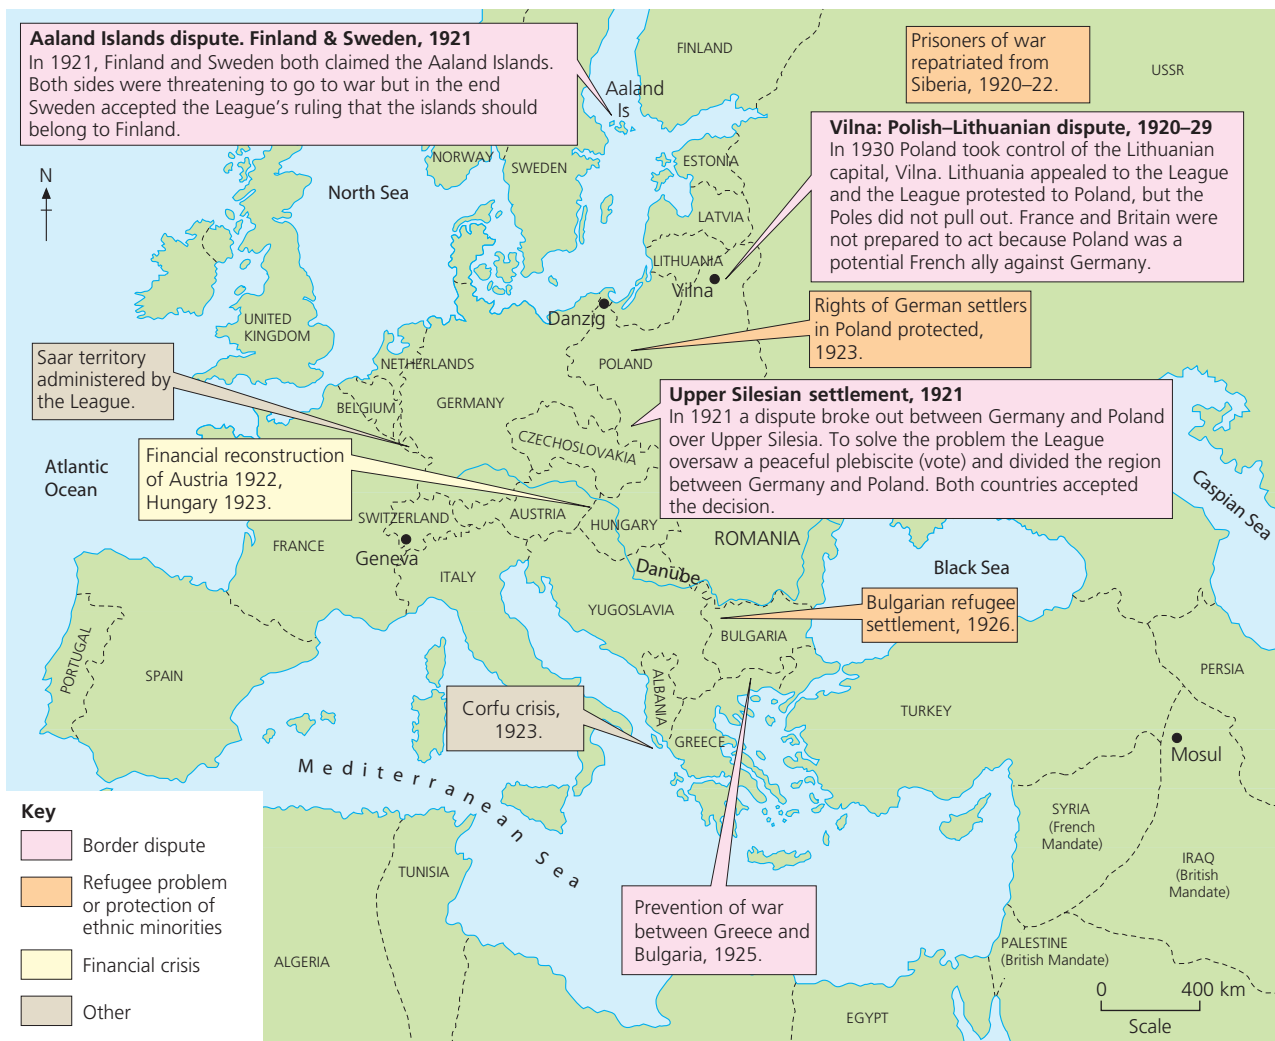 Aaland Islands dispute. Finland & Sweden, 1921
In 1921, Finland and Sweden both claimed the Aaland Islands.
Both sides were threatening to go to war but in the end
Sweden accepted the League's ruling that the islands should
belong to Finland.
FINLAND
Aaland
Is
Prisoners of war
repatriated from
Siberia, 1920–22.
USSR
Vilna: Polish–Lithuanian dispute, 1920–29
In 1930 Poland took control of the Lithuanian
capital, Vilna. Lithuania appealed to the League
and the League protested to Poland, but the
Poles did not pull out. France and Britain were
not prepared to act because Poland was a
potential French ally against Germany.
N
North Sea
NORWAY
SWEDEN
ESTONIA
LATVIA
LITHUANIA
Vilna
Danzig
UNITED
KINGDOM
Rights of German settlers
in Poland protected,
1923.
Saar territory
administered by
the League.
NETHERLANDS
POLAND
BELGIUM
GERMANY
CZECHOSLOVAKIA
Upper Silesian settlement, 1921
In 1921 a dispute broke out between Germany and Poland
over Upper Silesia. To solve the problem the League
oversaw a peaceful plebiscite (vote) and divided the region
between Germany and Poland. Both countries accepted
the decision.
Atlantic
Ocean
Financial reconstruction
of Austria 1922,
Hungary 1923.
Caspian Sea
SWITZERLAND
AUSTRIA
HUNGARY
ROMANIA
FRANCE
Geneva
ITALY
Danube
Black Sea
YUGOSLAVIA
BULGARIA
Bulgarian refugee
settlement, 1926.
PORTUGAL
SPAIN
ALBANIA
PERSIA
Corfu crisis,
1923.
GREECE
TURKEY
Mosul
Mediterranean Sea
SYRIA
(French
Mandate)
IRAQ
(British
Mandate)
TUNISIA
ALGERIA
Prevention of war
between Greece and
Bulgaria, 1925.
PALESTINE
(British Mandate)
EGYPT
0 400 km
Scale
Key
Border dispute
Refugee problem
or protection of
ethnic minorities
Financial crisis
Other